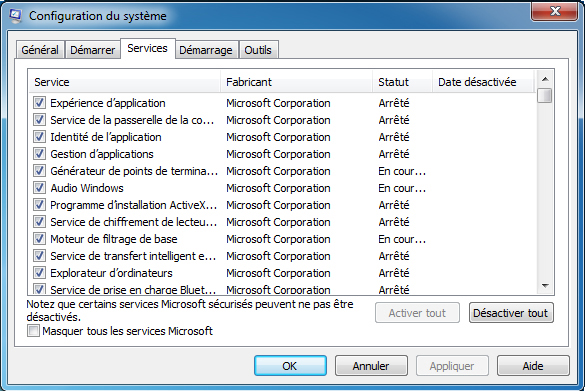 Configuration du système
Général Démarrer Services Démarrage Outils
Service Fabricant Statut Date désactivée
Expérience d'application Microsoft Corporation Arrêté
Service de la passerelle de la co... Microsoft Corporation Arrêté
Identité de l'application Microsoft Corporation Arrêté
Gestion d'applications Microsoft Corporation Arrêté
Générateur de points de termina... Microsoft Corporation En cour...
Audio Windows Microsoft Corporation En cour...
Programme d'installation ActiveX... Microsoft Corporation Arrêté
Service de chiffrement de lecteu... Microsoft Corporation Arrêté
Moteur de filtrage de base Microsoft Corporation En cour...
Service de transfert intelligent e... Microsoft Corporation Arrêté
Explorateur d'ordinateurs Microsoft Corporation Arrêté
Service de prise en charge Bluet... Microsoft Corporation Arrêté
Notez que certains services Microsoft sécurisés peuvent ne pas être
désactivés.
Activer tout Désactiver tout
Masquer tous les services Microsoft
OK Annuler Appliquer Aide